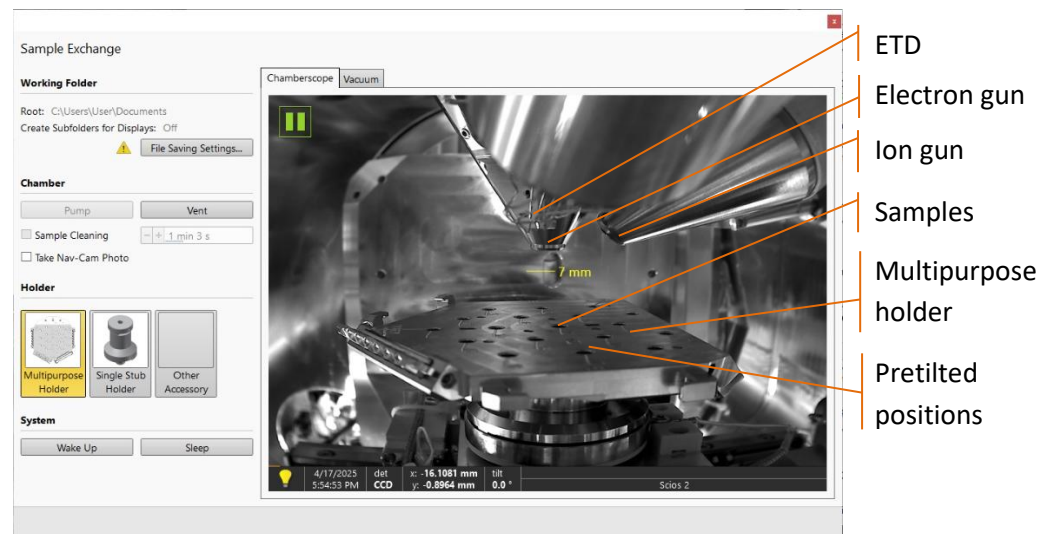 x
Sample Exchange
Working Folder
Root: C:\Users\User\Documents
Create Subfolders for Displays: Off
File Saving Settings...
Chamber
Pump
Vent
Sample Cleaning
- + 1 min 3 s
Take Nav-Cam Photo
Holder
Multipurpose
Holder
Single Stub
Holder
Other
Accessory
System
Wake Up
Sleep
Chamberscope
Vacuum
7 mm
4/17/2025
5:54:53 PM
det
CCD
x: -16.1081 mm
y: -0.8964 mm
tilt
0.0 °
Scios 2
ETD
Electron gun
Ion gun
Samples
Multipurpose
holder
Pretilted
positions